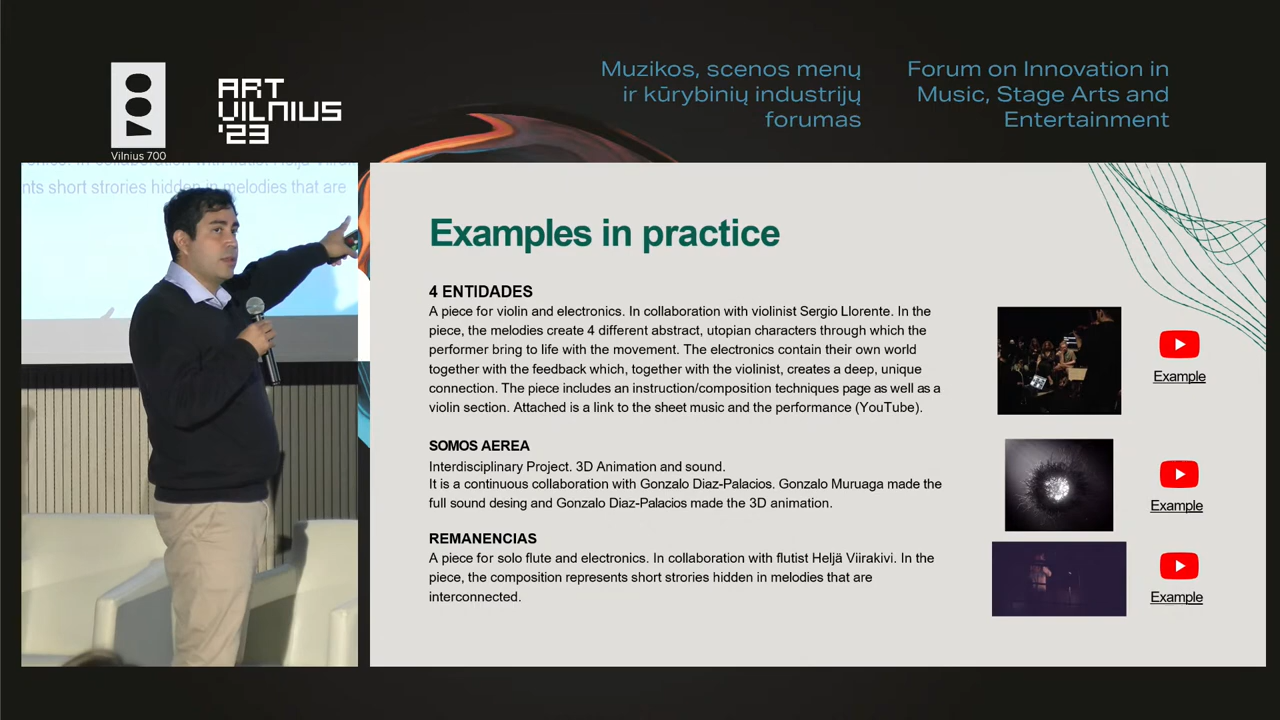 Vilnius 700
ART
VILNIUS
'23
Muzikos, scenos menų
ir kūrybinių industrijų
forumas
Forum on Innovation in
Music, Stage Arts and
Entertainment
nts short strories hidden in melodies that are
Examples in practice
4 ENTIDADES
A piece for violin and electronics. In collaboration with violinist Sergio Llorente. In the
piece, the melodies create 4 different abstract, utopian characters through which the
performer bring to life with the movement. The electronics contain their own world
together with the feedback which, together with the violinist, creates a deep, unique
connection. The piece includes an instruction/composition techniques page as well as a
violin section. Attached is a link to the sheet music and the performance (YouTube).
Example
SOMOS AEREA
Interdisciplinary Project. 3D Animation and sound.
It is a continuous collaboration with Gonzalo Diaz-Palacios. Gonzalo Muruaga made the
full sound desing and Gonzalo Diaz-Palacios made the 3D animation.
Example
REMANENCIAS
A piece for solo flute and electronics. In collaboration with flutist Heljä Viirakivi. In the
piece, the composition represents short strories hidden in melodies that are
interconnected.
Example